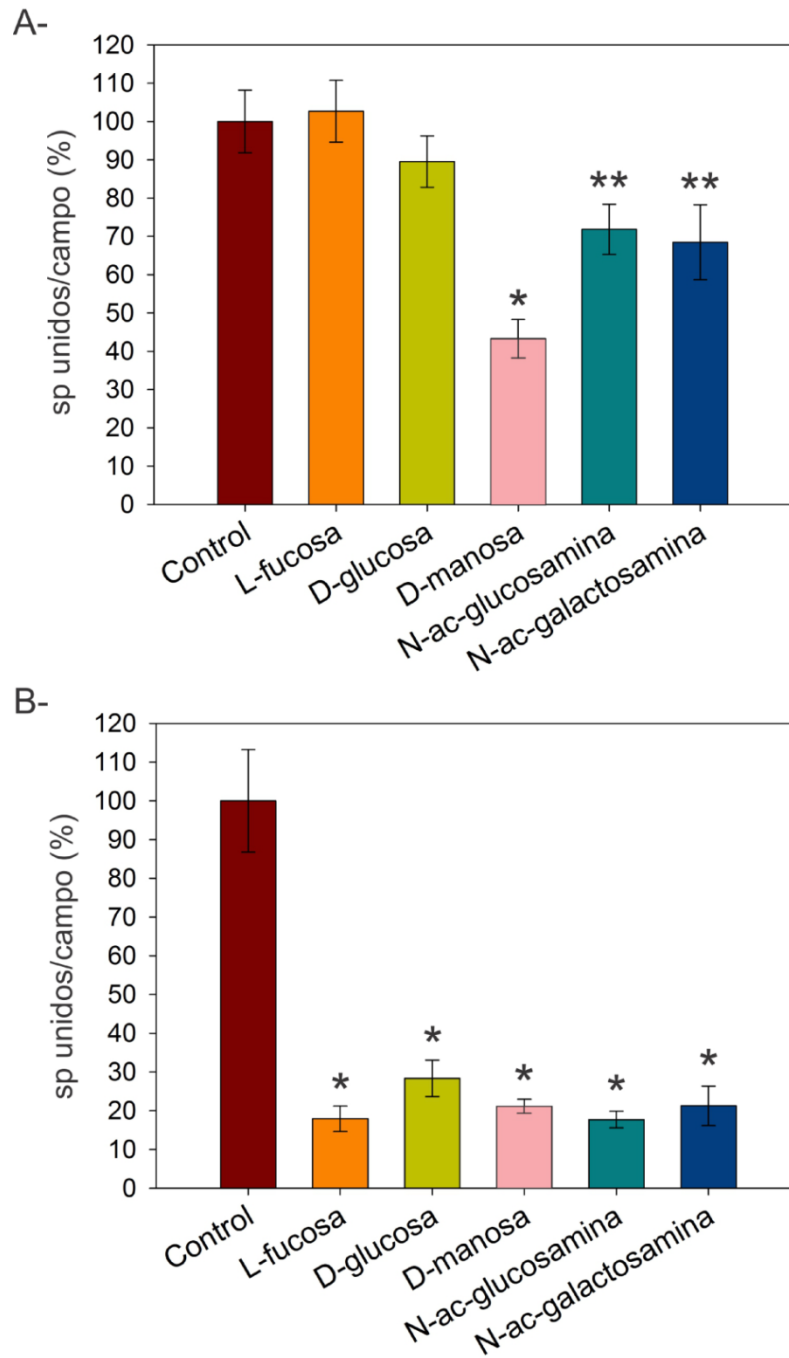 A-
120
110
100
90
80
70
60
50
40
30
20
10
0
sp unidos/campo (%)
*
**
**
Control
L-fucosa
D-glucosa
D-manosa
N-ac-glucosamina
N-ac-galactosamina
B-
120
110
100
90
80
70
60
50
40
30
20
10
0
sp unidos/campo (%)
*
*
*
*
*
Control
L-fucosa
D-glucosa
D-manosa
N-ac-glucosamina
N-ac-galactosamina